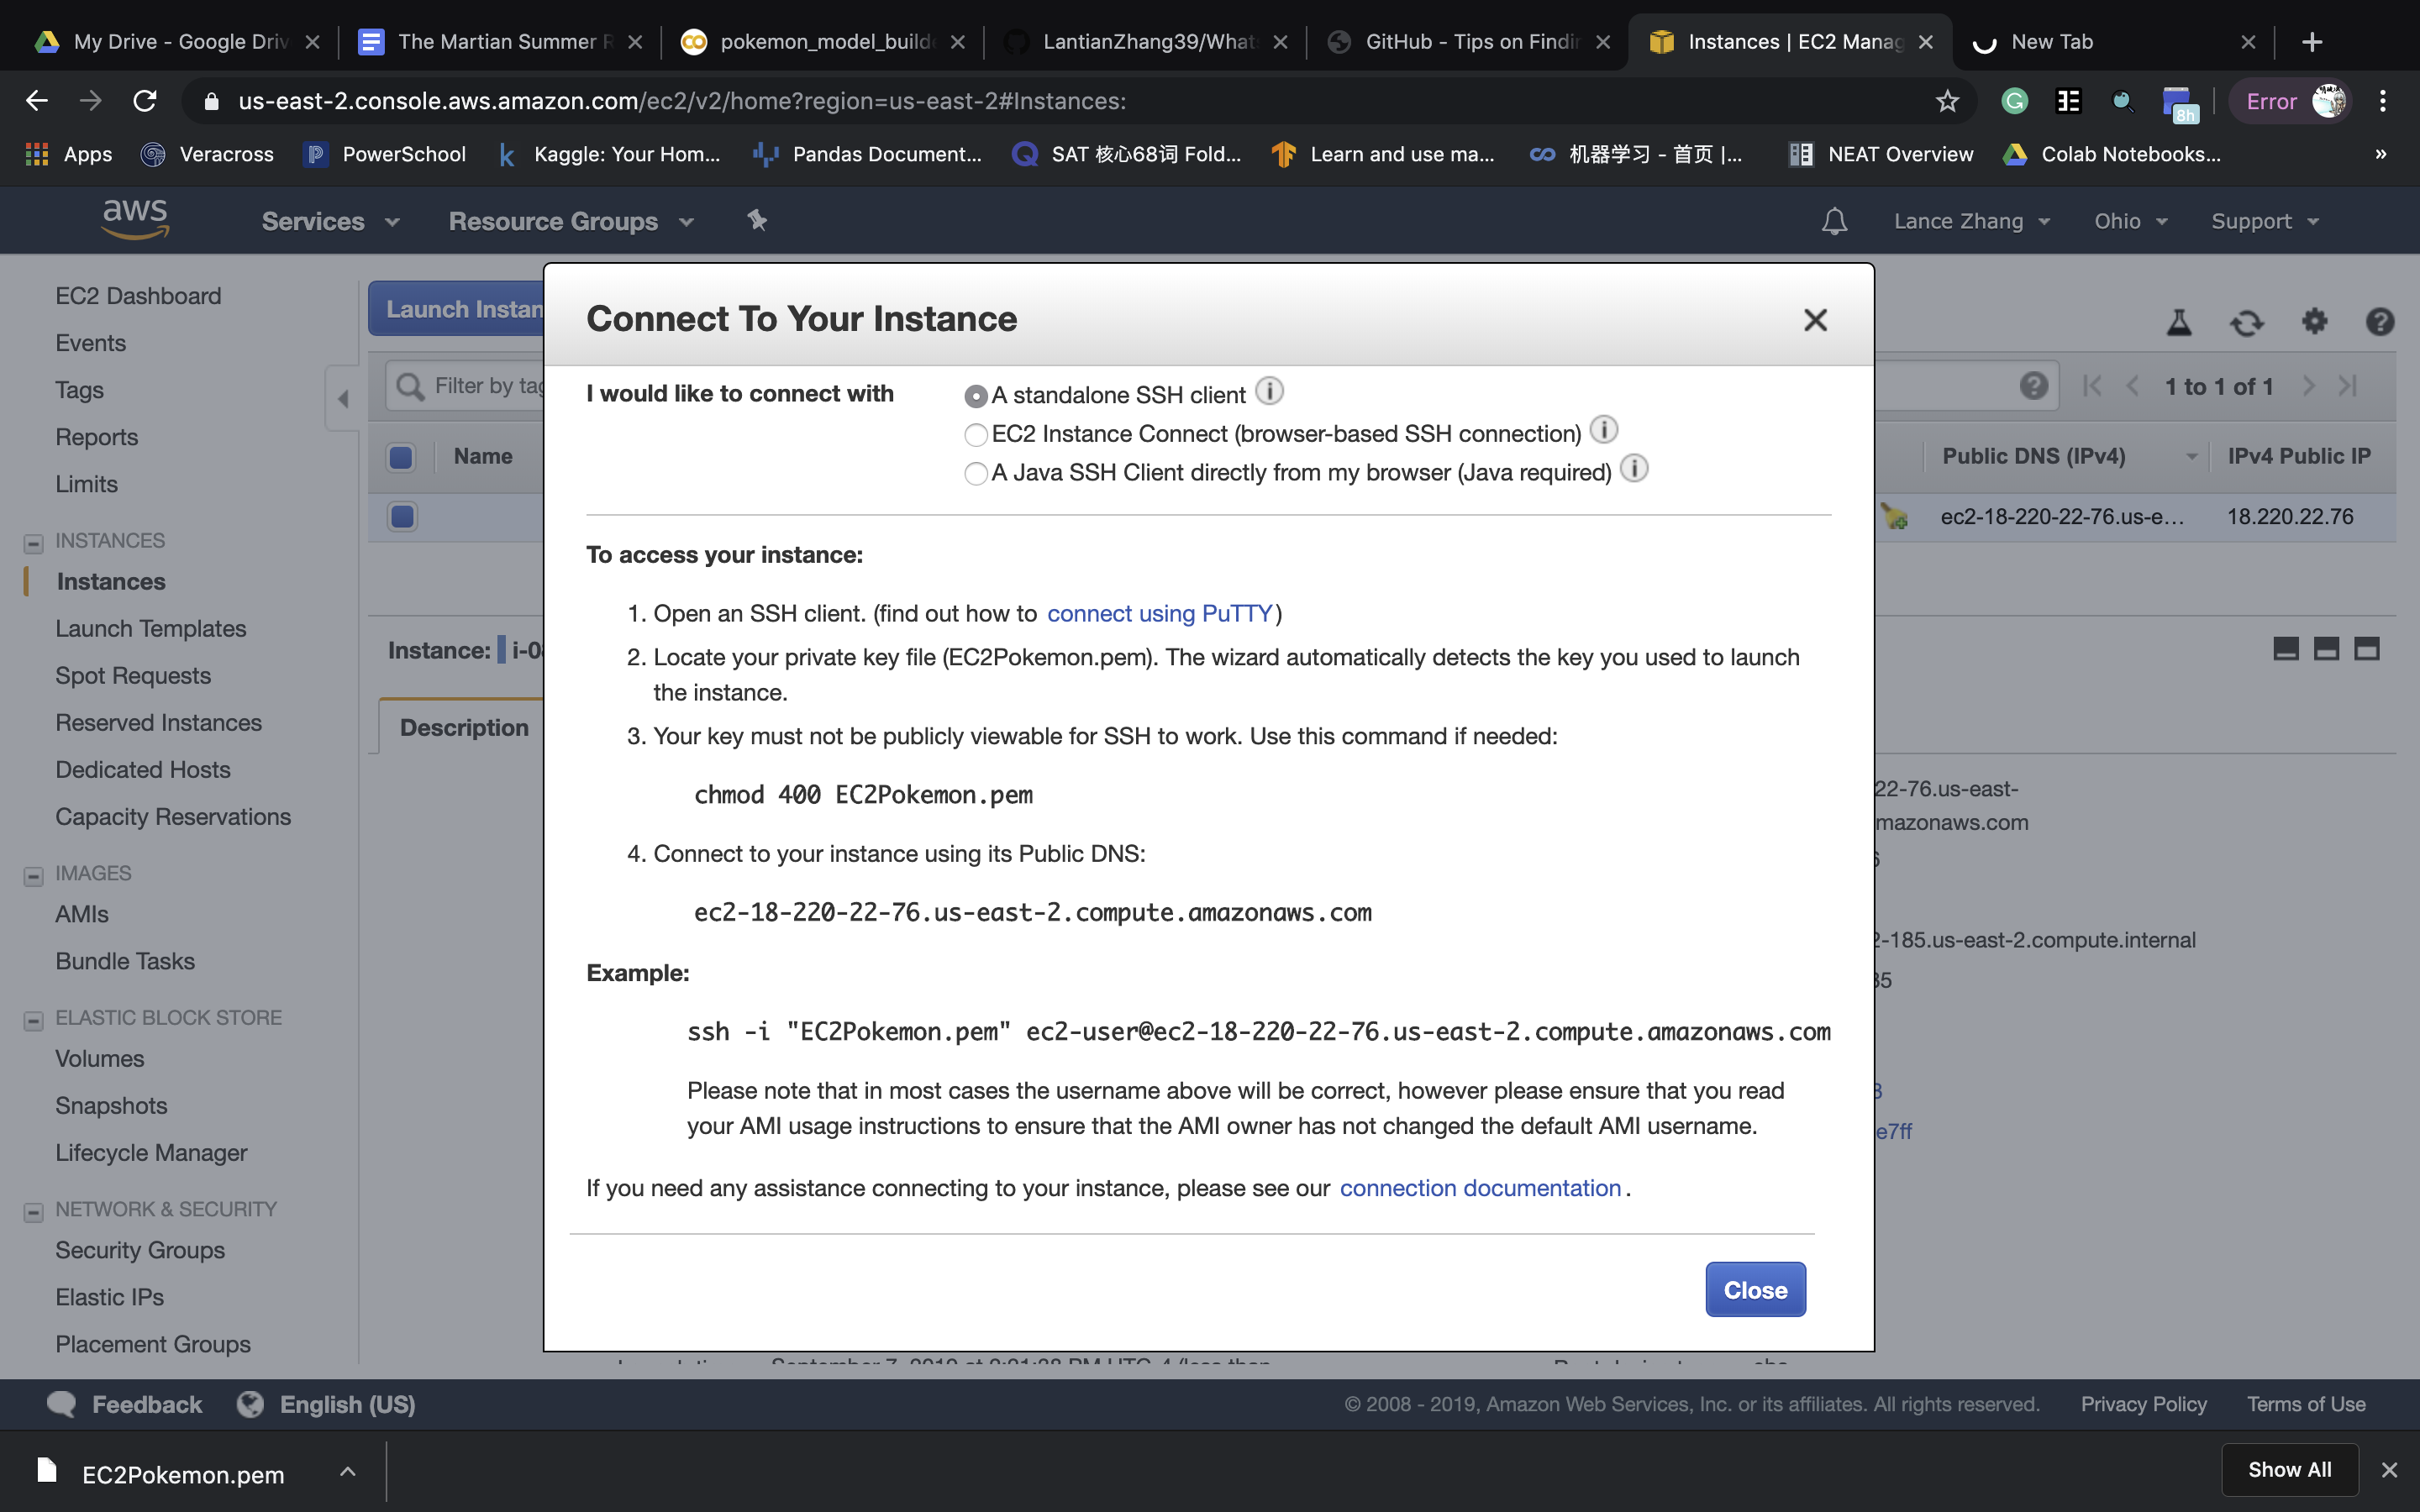 My Drive - Google Driv
The Martian Summer R
pokemon_model_builde
LantianZhang39/What
GitHub - Tips on Findin
Instances | EC2 Manag
New Tab
us-east-2.console.aws.amazon.com/ec2/v2/home?region=us-east-2#Instances:
8h
Error
Apps
Veracross
PowerSchool
Kaggle: Your Hom...
Pandas Document...
SAT 核心68词 Fold...
Learn and use ma...
机器学习 - 首页 |...
NEAT Overview
Colab Notebooks...
»
aws
Services
Resource Groups
Lance Zhang
Ohio
Support
EC2 Dashboard
Events
Tags
Reports
Limits
INSTANCES
Instances
Launch Templates
Spot Requests
Reserved Instances
Dedicated Hosts
Capacity Reservations
IMAGES
AMIs
Bundle Tasks
ELASTIC BLOCK STORE
Volumes
Snapshots
Lifecycle Manager
NETWORK & SECURITY
Security Groups
Elastic IPs
Placement Groups
Launch Instan
Filter by tag
1 to 1 of 1
Name
Public DNS (IPv4)
IPv4 Public IP
ec2-18-220-22-76.us-e...
18.220.22.76
Instance: i-08
Description
22-76.us-east-
mazonaws.com
2-185.us-east-2.compute.internal
35
e7ff
Connect To Your Instance
I would like to connect with
A standalone SSH client
EC2 Instance Connect (browser-based SSH connection)
A Java SSH Client directly from my browser (Java required)
To access your instance:
1. Open an SSH client. (find out how to connect using PuTTY)
2. Locate your private key file (EC2Pokemon.pem). The wizard automatically detects the key you used to launch
the instance.
3. Your key must not be publicly viewable for SSH to work. Use this command if needed:
chmod 400 EC2Pokemon.pem
4. Connect to your instance using its Public DNS:
ec2-18-220-22-76.us-east-2.compute.amazonaws.com
Example:
ssh -i "EC2Pokemon.pem" ec2-user@ec2-18-220-22-76.us-east-2.compute.amazonaws.com
Please note that in most cases the username above will be correct, however please ensure that you read
your AMI usage instructions to ensure that the AMI owner has not changed the default AMI username.
If you need any assistance connecting to your instance, please see our connection documentation.
Close
Feedback
English (US)
© 2008 - 2019, Amazon Web Services, Inc. or its affiliates. All rights reserved.
Privacy Policy
Terms of Use
EC2Pokemon.pem
Show All